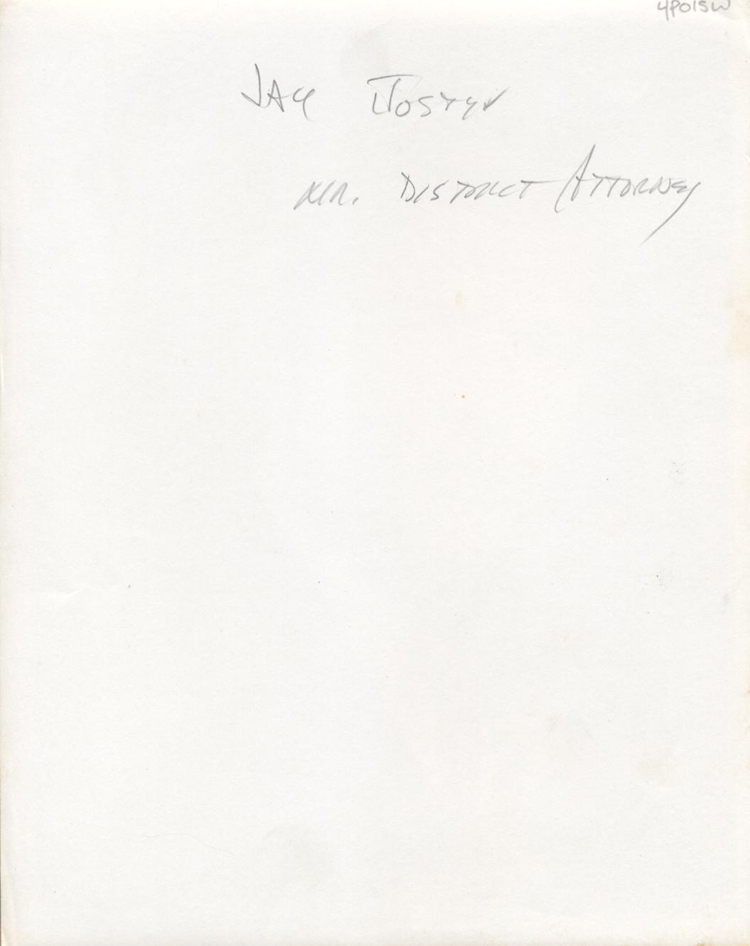 4P015W
JAY JOSTYN
MR. DISTRICT ATTORNEY